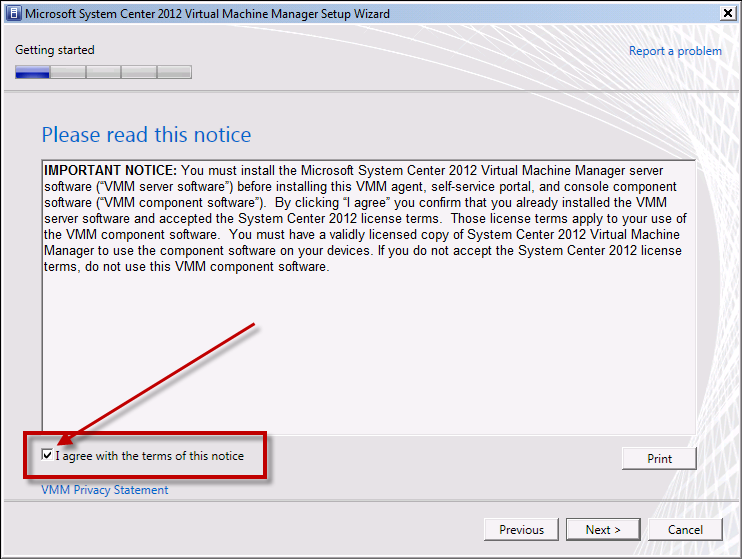 Microsoft System Center 2012 Virtual Machine Manager Setup Wizard
Getting started
Report a problem
Please read this notice
IMPORTANT NOTICE: You must install the Microsoft System Center 2012 Virtual Machine Manager server
software (“VMM server software”) before installing this VMM agent, self-service portal, and console component
software (“VMM component software”).  By clicking “I agree” you confirm that you already installed the VMM
server software and accepted the System Center 2012 license terms.  Those license terms apply to your use of
the VMM component software.  You must have a validly licensed copy of System Center 2012 Virtual Machine
Manager to use the component software on your devices. If you do not accept the System Center 2012 license
terms, do not use this VMM component software.
I agree with the terms of this notice
Print
VMM Privacy Statement
Previous
Next >
Cancel